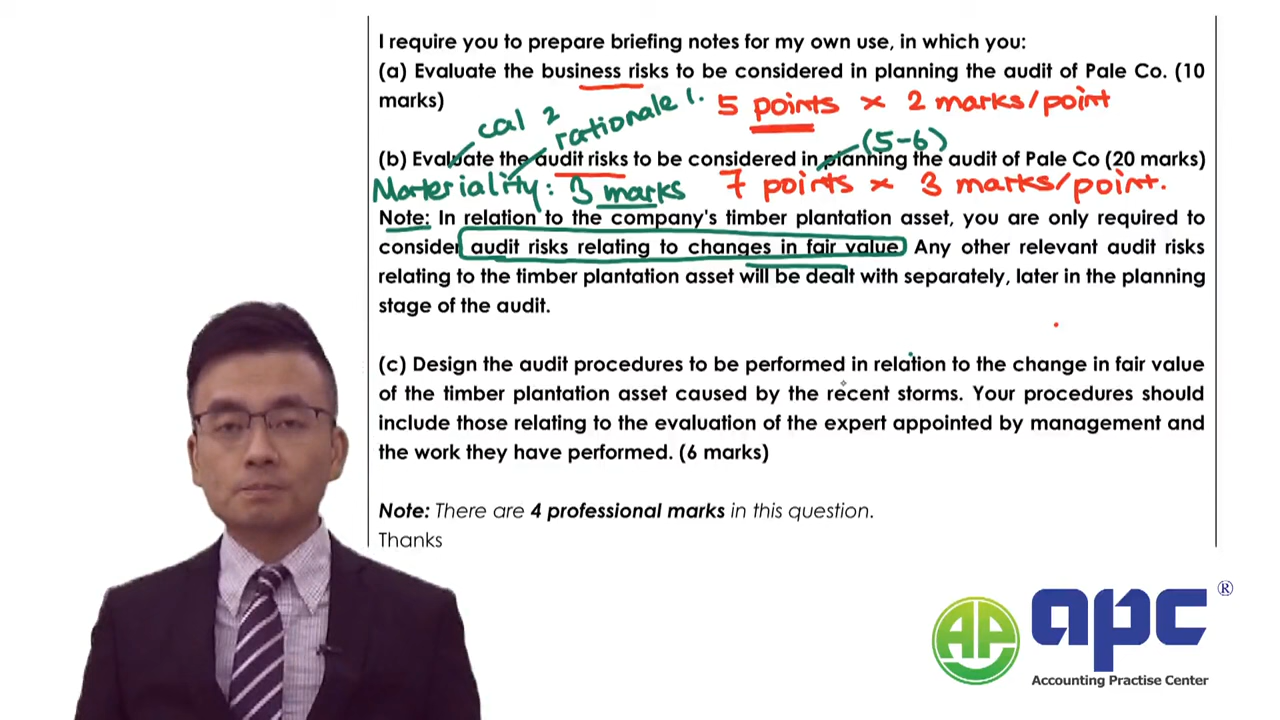 I require you to prepare briefing notes for my own use, in which you:
(a) Evaluate the business risks to be considered in planning the audit of Pale Co. (10
marks)
5 points × 2 marks/point
cal 2
rationale 1.
(5-6)
(b) Evaluate the audit risks to be considered in planning the audit of Pale Co (20 marks)
Materiality: 3 marks
7 points × 3 marks/point.
Note: In relation to the company's timber plantation asset, you are only required to
consider audit risks relating to changes in fair value Any other relevant audit risks
relating to the timber plantation asset will be dealt with separately, later in the planning
stage of the audit.
(c) Design the audit procedures to be performed in relation to the change in fair value
of the timber plantation asset caused by the recent storms. Your procedures should
include those relating to the evaluation of the expert appointed by management and
the work they have performed. (6 marks)
Note: There are 4 professional marks in this question.
Thanks
AP
apc®
Accounting Practise Center